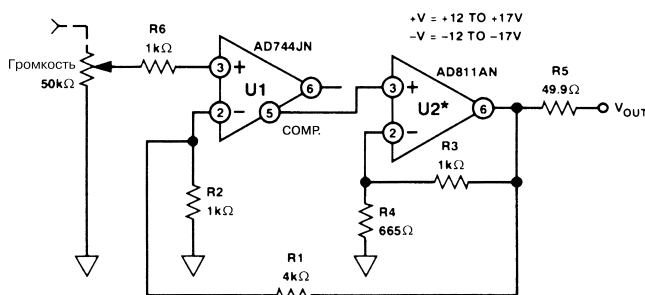 +V = +12 TO +17V
−V = −12 TO −17V
R6
1kΩ
AD744JN
Громкость
50kΩ
3
+
U1
6
2
−
5
COMP.
AD811AN
3
+
U2*
6
2
−
R5
49.9Ω
VOUT
R3
1kΩ
R2
1kΩ
R4
665Ω
R1
4kΩ